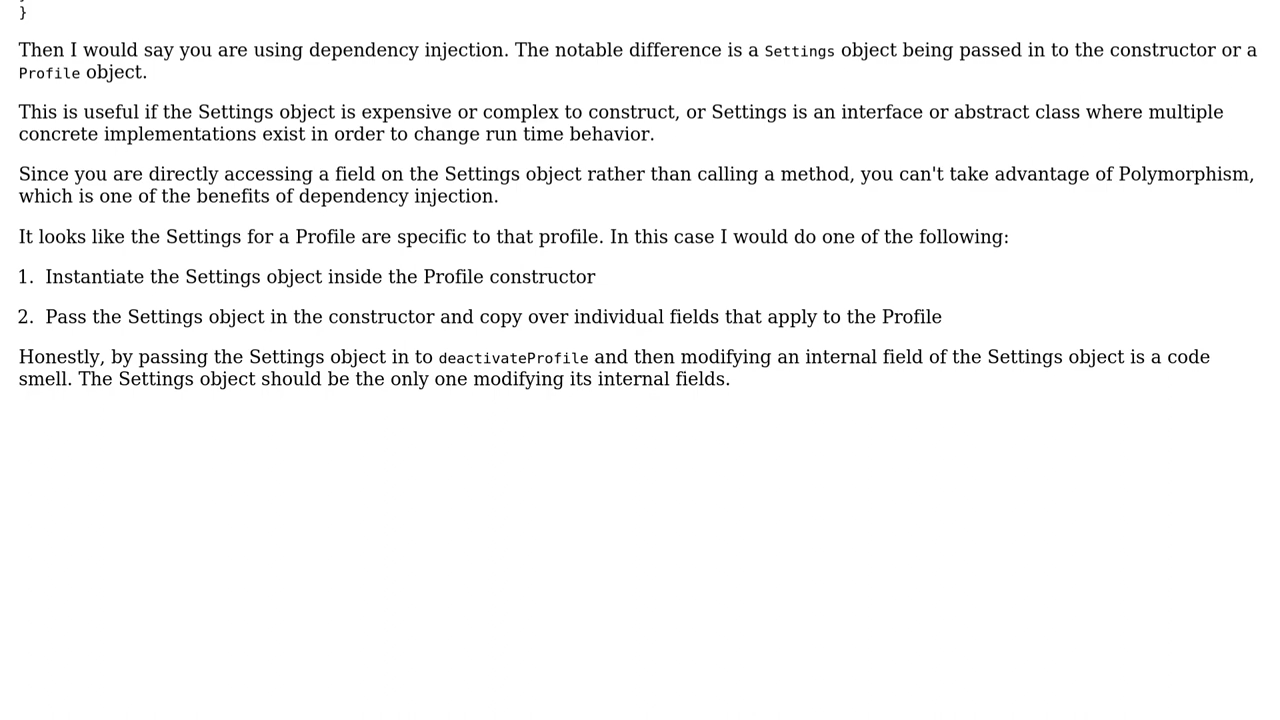 }
Then I would say you are using dependency injection. The notable difference is a Settings object being passed in to the constructor or a
Profile object.
This is useful if the Settings object is expensive or complex to construct, or Settings is an interface or abstract class where multiple
concrete implementations exist in order to change run time behavior.
Since you are directly accessing a field on the Settings object rather than calling a method, you can't take advantage of Polymorphism,
which is one of the benefits of dependency injection.
It looks like the Settings for a Profile are specific to that profile. In this case I would do one of the following:
1. Instantiate the Settings object inside the Profile constructor
2. Pass the Settings object in the constructor and copy over individual fields that apply to the Profile
Honestly, by passing the Settings object in to deactivateProfile and then modifying an internal field of the Settings object is a code
smell. The Settings object should be the only one modifying its internal fields.